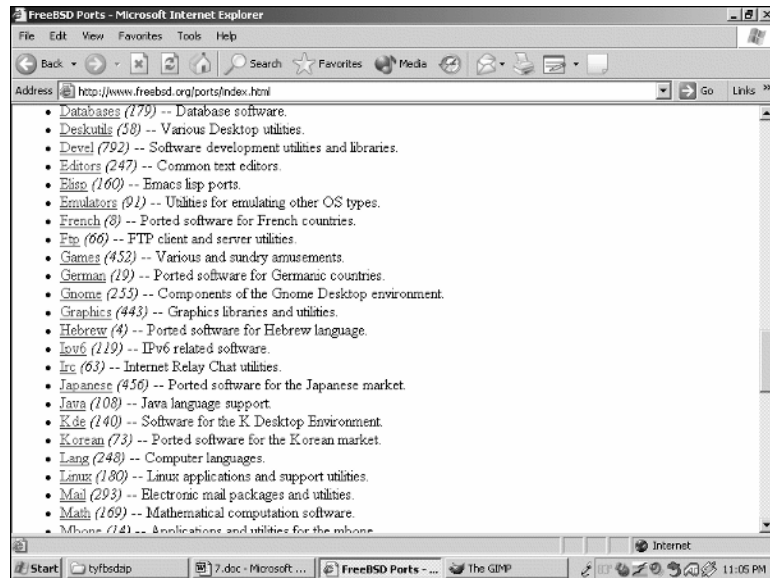 FreeBSD Ports - Microsoft Internet Explorer
File Edit View Favorites Tools Help
Back Search Favorites Media
Address http://www.freebsd.org/ports/index.html Go Links »
• Databases (179) -- Database software.
• Deskutils (58) -- Various Desktop utilities.
• Devel (792) -- Software development utilities and libraries.
• Editors (247) -- Common text editors.
• Elisp (160) -- Emacs lisp ports.
• Emulators (91) -- Utilities for emulating other OS types.
• French (8) -- Ported software for French countries.
• Ftp (66) -- FTP client and server utilities.
• Games (452) -- Various and sundry amusements.
• German (19) -- Ported software for Germanic countries.
• Gnome (255) -- Components of the Gnome Desktop environment.
• Graphics (443) -- Graphics libraries and utilities.
• Hebrew (4) -- Ported software for Hebrew language.
• Ipv6 (119) -- IPv6 related software.
• Irc (63) -- Internet Relay Chat utilities.
• Japanese (456) -- Ported software for the Japanese market.
• Java (108) -- Java language support.
• Kde (140) -- Software for the K Desktop Environment.
• Korean (73) -- Ported software for the Korean market.
• Lang (248) -- Computer languages.
• Linux (180) -- Linux applications and support utilities.
• Mail (293) -- Electronic mail packages and utilities.
• Math (169) -- Mathematical computation software.
• Mbone (14) -- Applications and utilities for the mbone
Internet
Start tyfbsdzip 7.doc - Microsoft ... FreeBSD Ports - ... The GIMP 11:05 PM